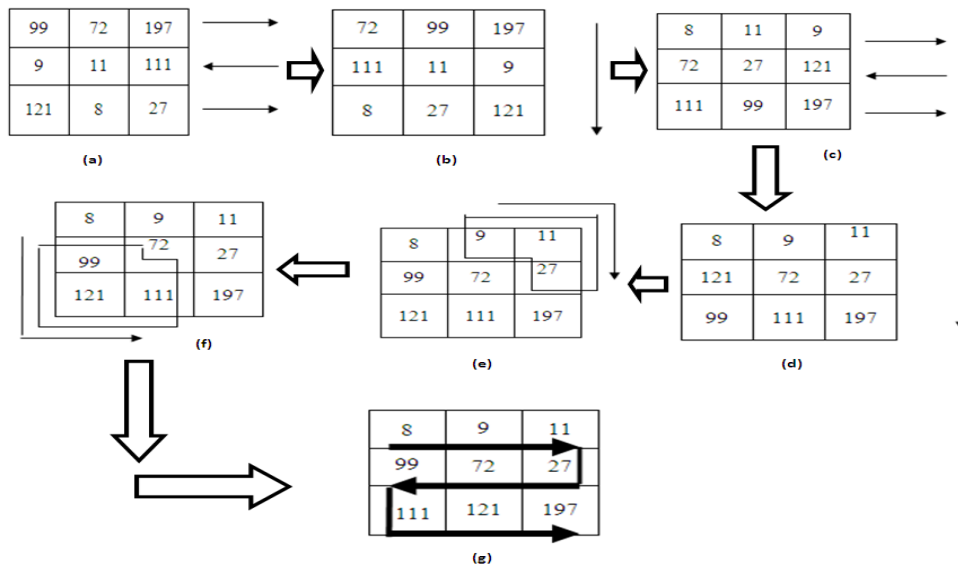 99 72 197
9 11 111
121 8 27
(a)
72 99 197
111 11 9
8 27 121
(b)
8 11 9
72 27 121
111 99 197
(c)
8 9 11
121 72 27
99 111 197
(d)
8 9 11
99 72 27
121 111 197
(e)
8 9 11
99 72 27
121 111 197
(f)
8 9 11
99 72 27
111 121 197
(g)